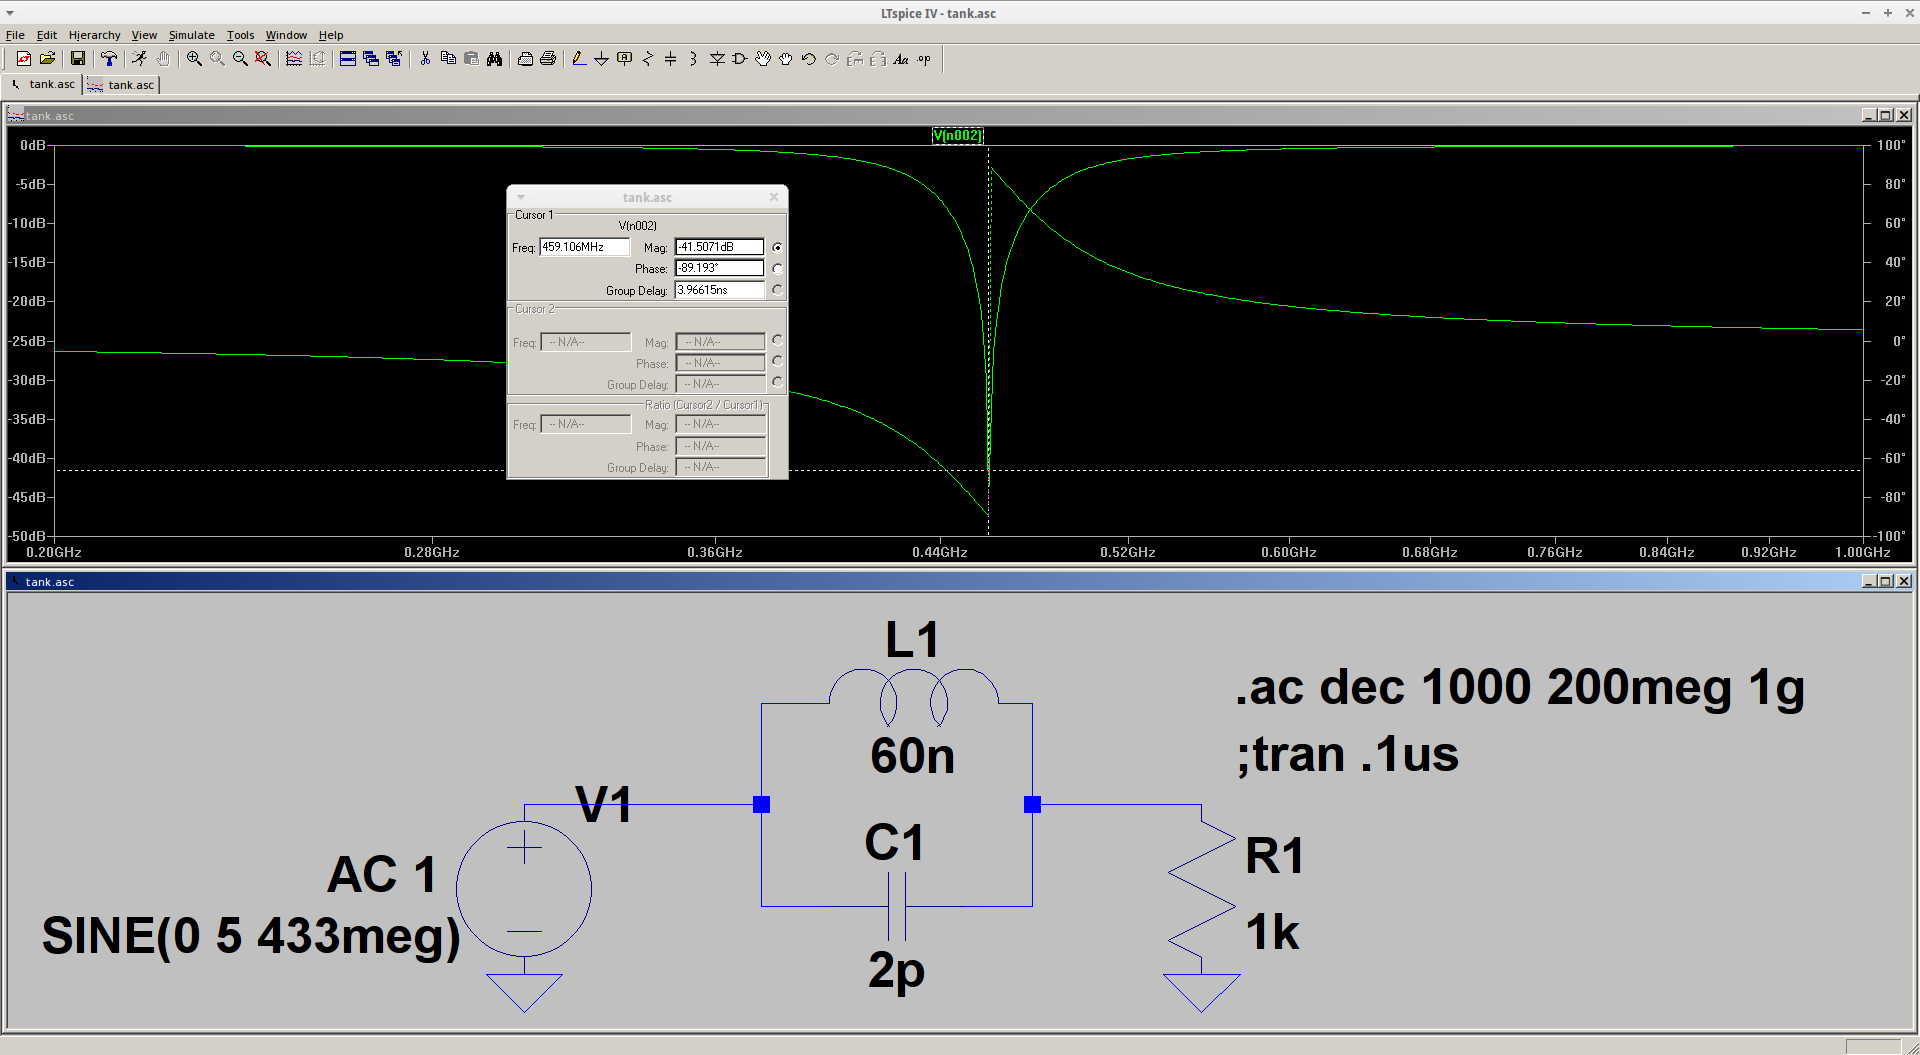 LTspice IV - tank.asc
File Edit Hierarchy View Simulate Tools Window Help
Aa .op
tank.asc tank.asc
tank.asc
V(n002)
0dB
-5dB
-10dB
-15dB
-20dB
-25dB
-30dB
-35dB
-40dB
-45dB
-50dB
100°
80°
60°
40°
20°
0°
-20°
-40°
-60°
-80°
-100°
0.20GHz 0.28GHz 0.36GHz 0.44GHz 0.52GHz 0.60GHz 0.68GHz 0.76GHz 0.84GHz 0.92GHz 1.00GHz
tank.asc
Cursor 1
V(n002)
Freq: 459.106MHz Mag: -41.5071dB
Phase: -89.193°
Group Delay: 3.96615ns
Cursor 2
Freq: -- N/A-- Mag: -- N/A--
Phase: -- N/A--
Group Delay: -- N/A--
Ratio (Cursor2 / Cursor1)
Freq: -- N/A-- Mag: -- N/A--
Phase: -- N/A--
Group Delay: -- N/A--
tank.asc
L1
60n
.ac dec 1000 200meg 1g
;tran .1us
V1
C1
2p
AC 1
SINE(0 5 433meg)
R1
1k